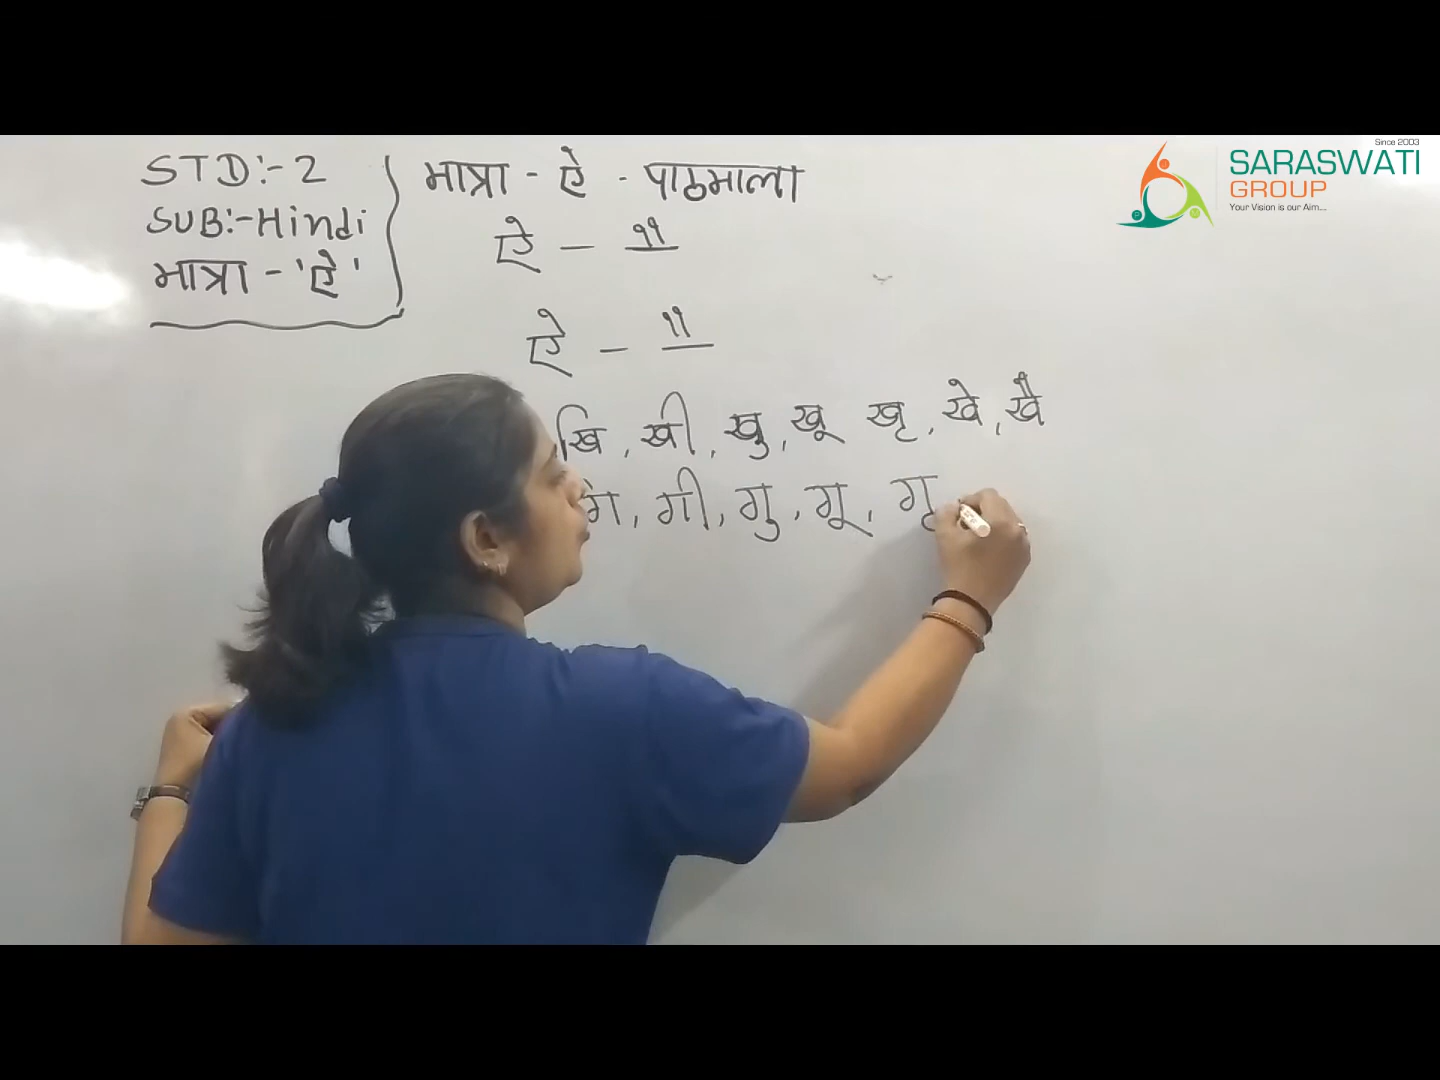 STD:-2
SUB:-Hindi
मात्रा - 'ऐ'
मात्रा - ऐ - पाठमाला
ऐ - ै
ऐ - ै
खि, खी, खु, खू खृ, खे, खै
गी, गु, गू, गृ
Since 2003
SARASWATI
GROUP
Your Vision is our Aim...